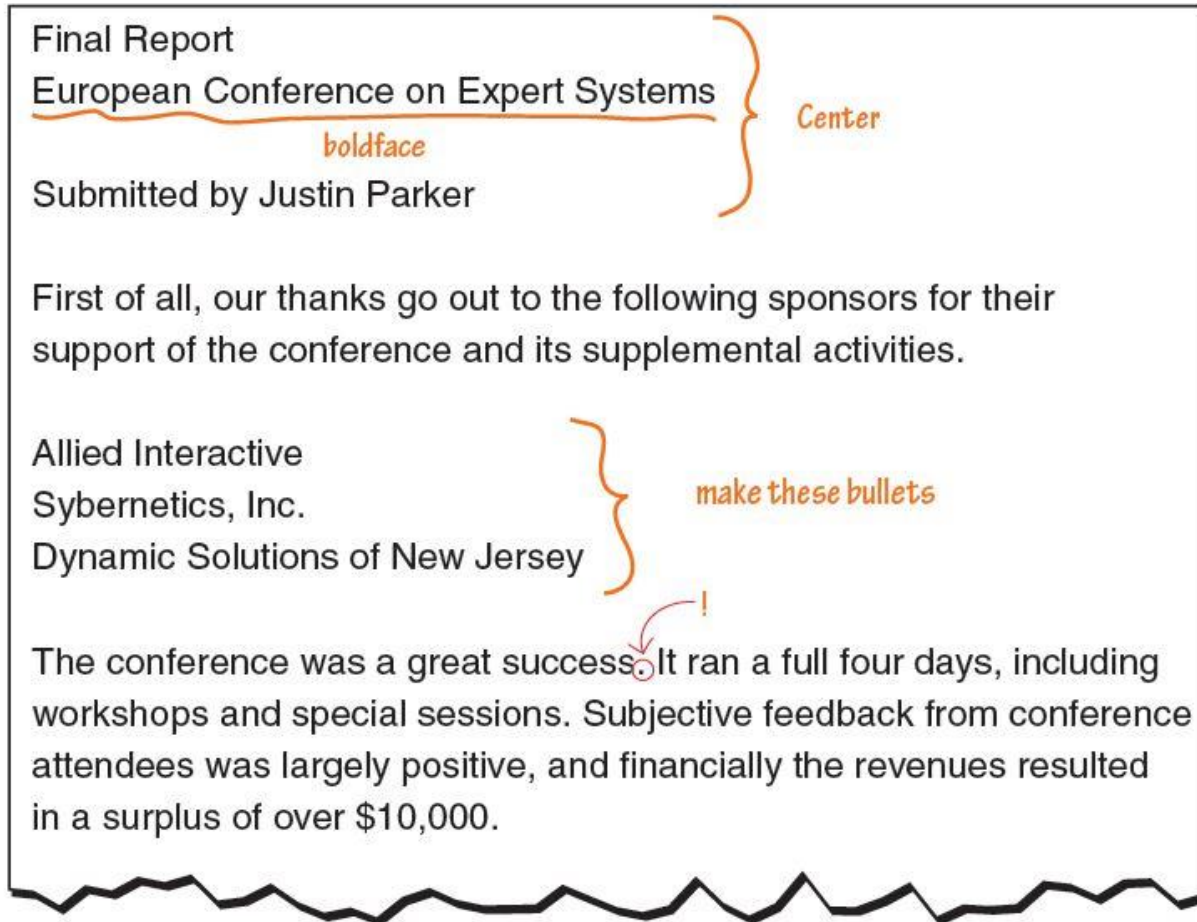 Final Report
European Conference on Expert Systems
boldface
Center
Submitted by Justin Parker
First of all, our thanks go out to the following sponsors for their
support of the conference and its supplemental activities.
Allied Interactive
Sybernetics, Inc.
Dynamic Solutions of New Jersey
make these bullets
!
The conference was a great success. It ran a full four days, including
workshops and special sessions. Subjective feedback from conference
attendees was largely positive, and financially the revenues resulted
in a surplus of over $10,000.